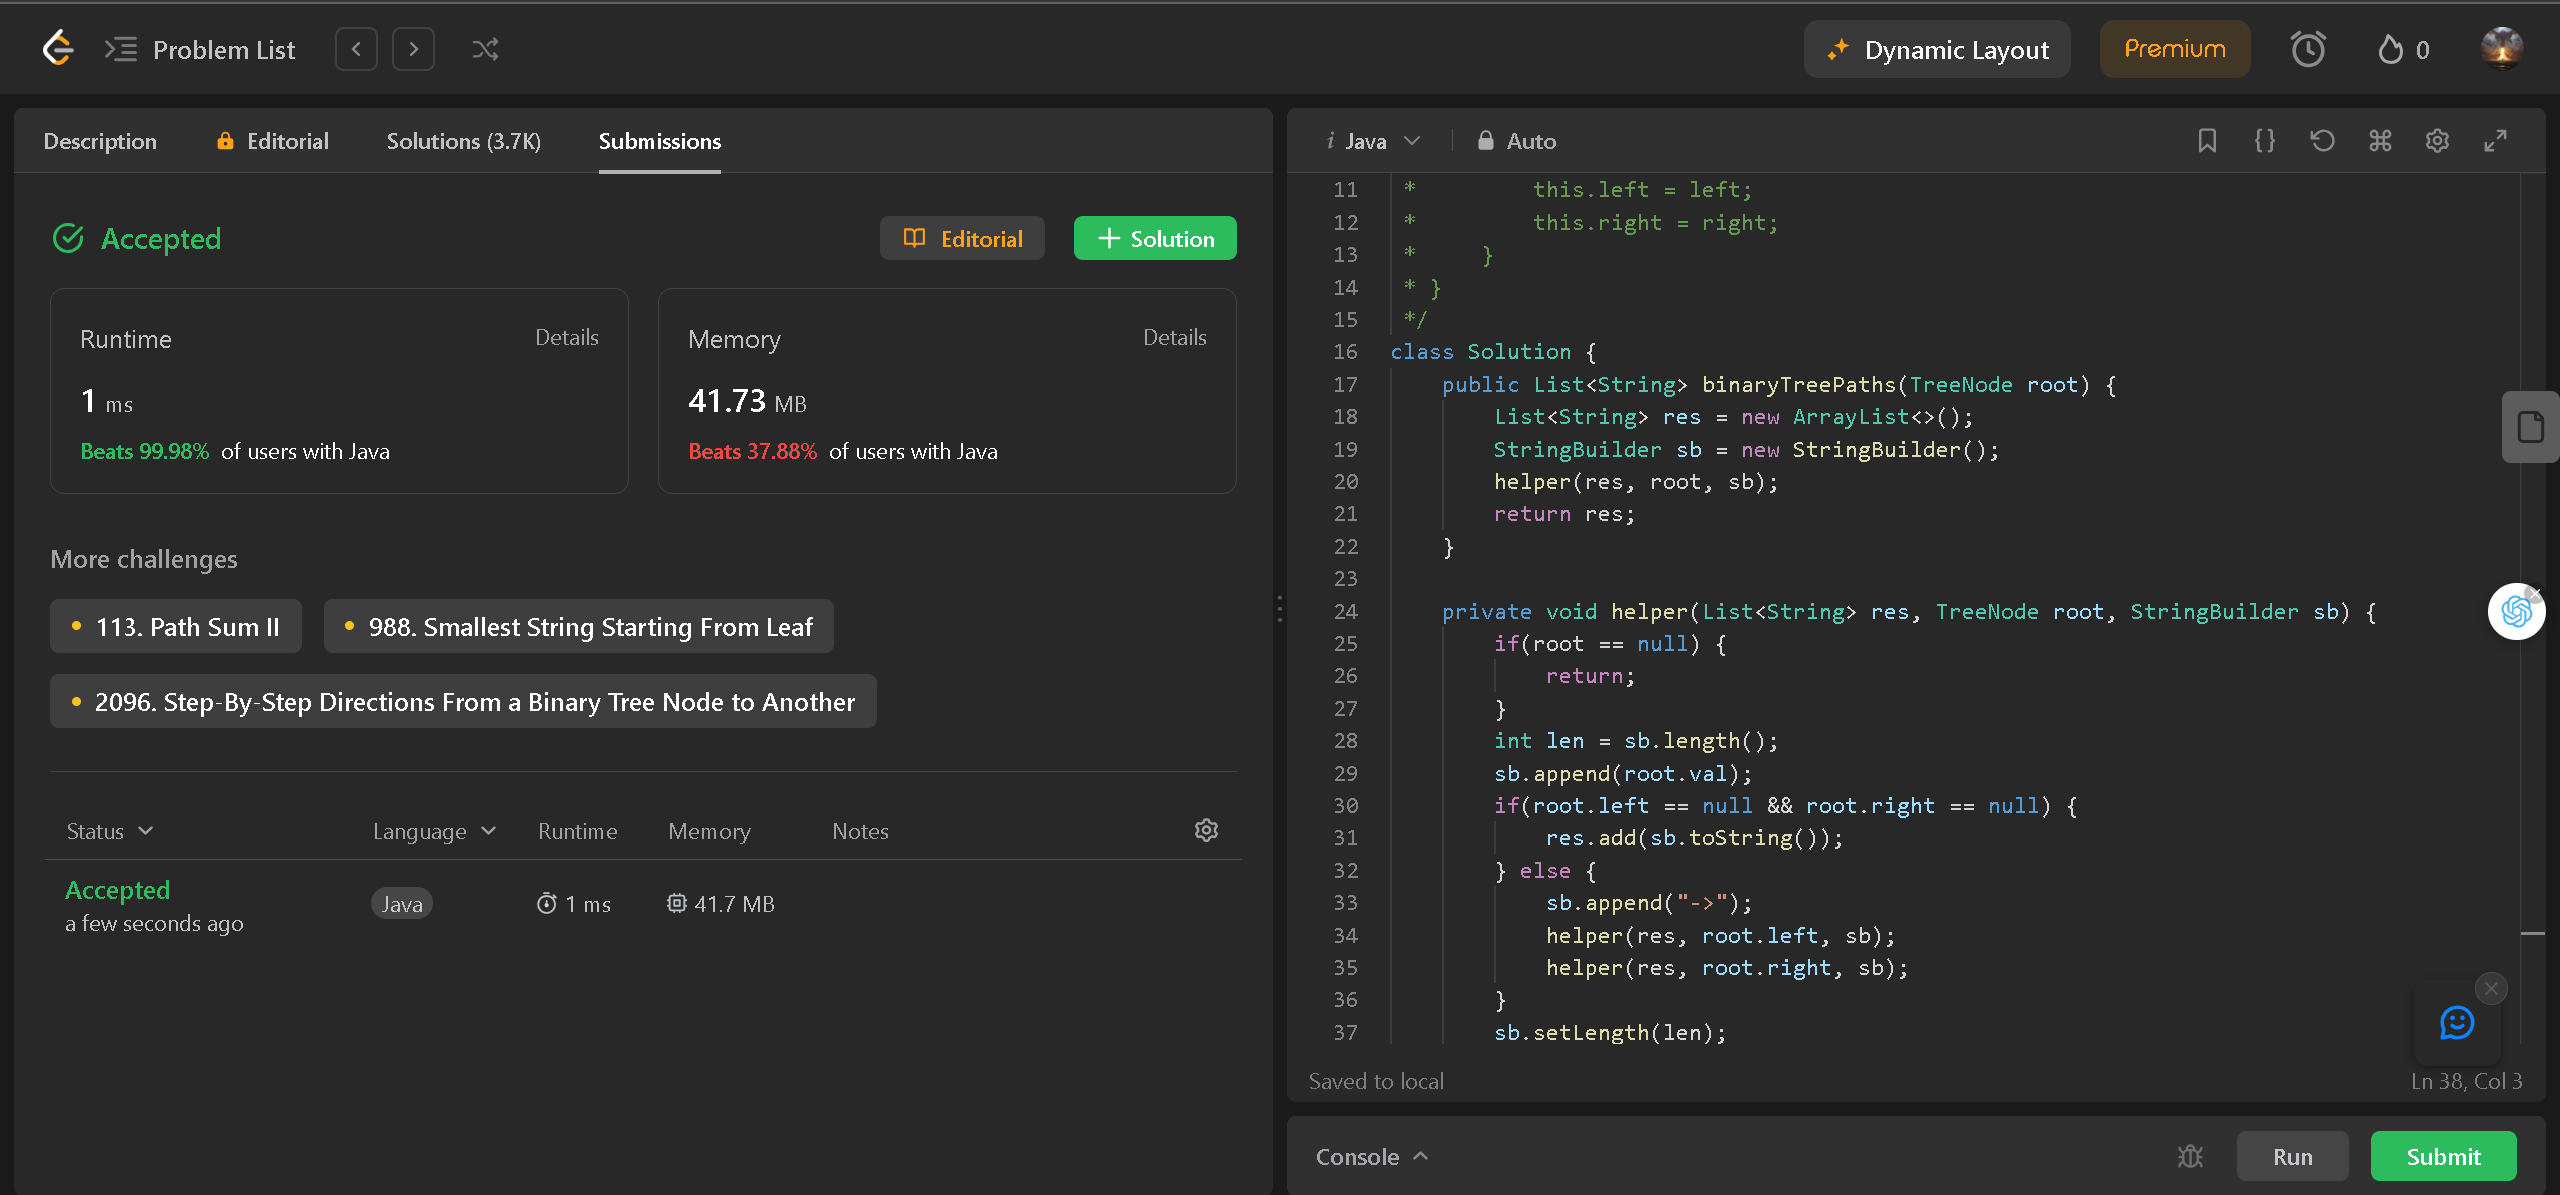 Problem List
Dynamic Layout
Premium
0
Description
Editorial
Solutions (3.7K)
Submissions
Accepted
Editorial
+ Solution
Runtime
Details
1 ms
Beats 99.98% of users with Java
Memory
Details
41.73 MB
Beats 37.88% of users with Java
More challenges
113. Path Sum II
988. Smallest String Starting From Leaf
2096. Step-By-Step Directions From a Binary Tree Node to Another
Status Language Runtime Memory Notes
Accepted
a few seconds ago
Java
1 ms
41.7 MB
i Java
Auto
11 * this.left = left;
12 * this.right = right;
13 * }
14 * }
15 */
16 class Solution {
17 public List<String> binaryTreePaths(TreeNode root) {
18 List<String> res = new ArrayList<>();
19 StringBuilder sb = new StringBuilder();
20 helper(res, root, sb);
21 return res;
22 }
23
24 private void helper(List<String> res, TreeNode root, StringBuilder sb) {
25 if(root == null) {
26 return;
27 }
28 int len = sb.length();
29 sb.append(root.val);
30 if(root.left == null && root.right == null) {
31 res.add(sb.toString());
32 } else {
33 sb.append("->");
34 helper(res, root.left, sb);
35 helper(res, root.right, sb);
36 }
37 sb.setLength(len);
Saved to local
Ln 38, Col 3
Console
Run
Submit